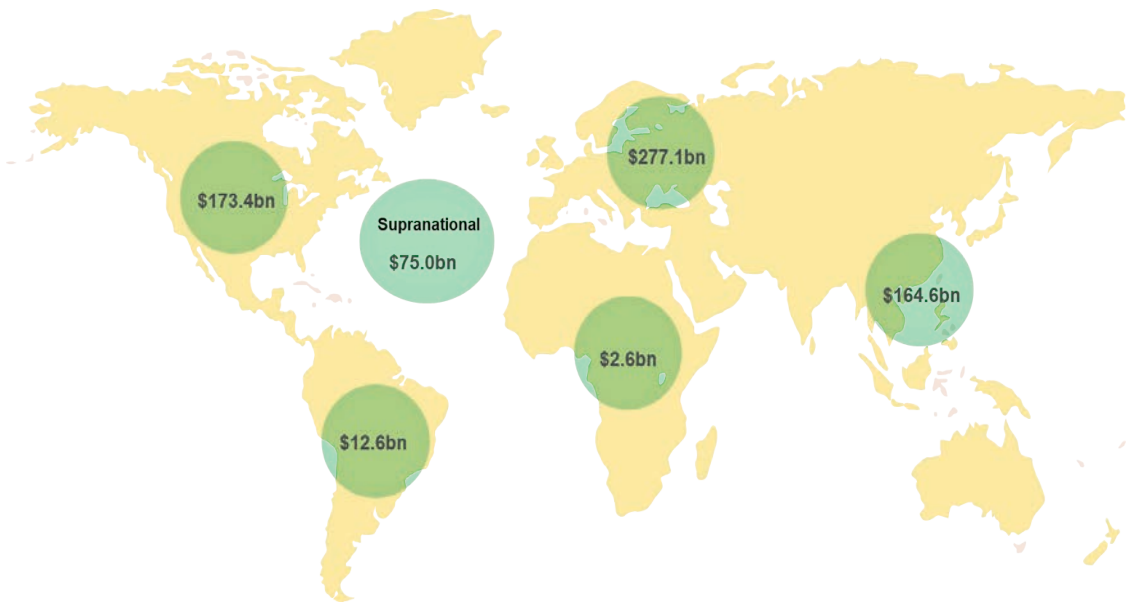 $277.1bn
$173.4bn
Supranational
$75.0bn
$164.6bn
$2.6bn
$12.6bn